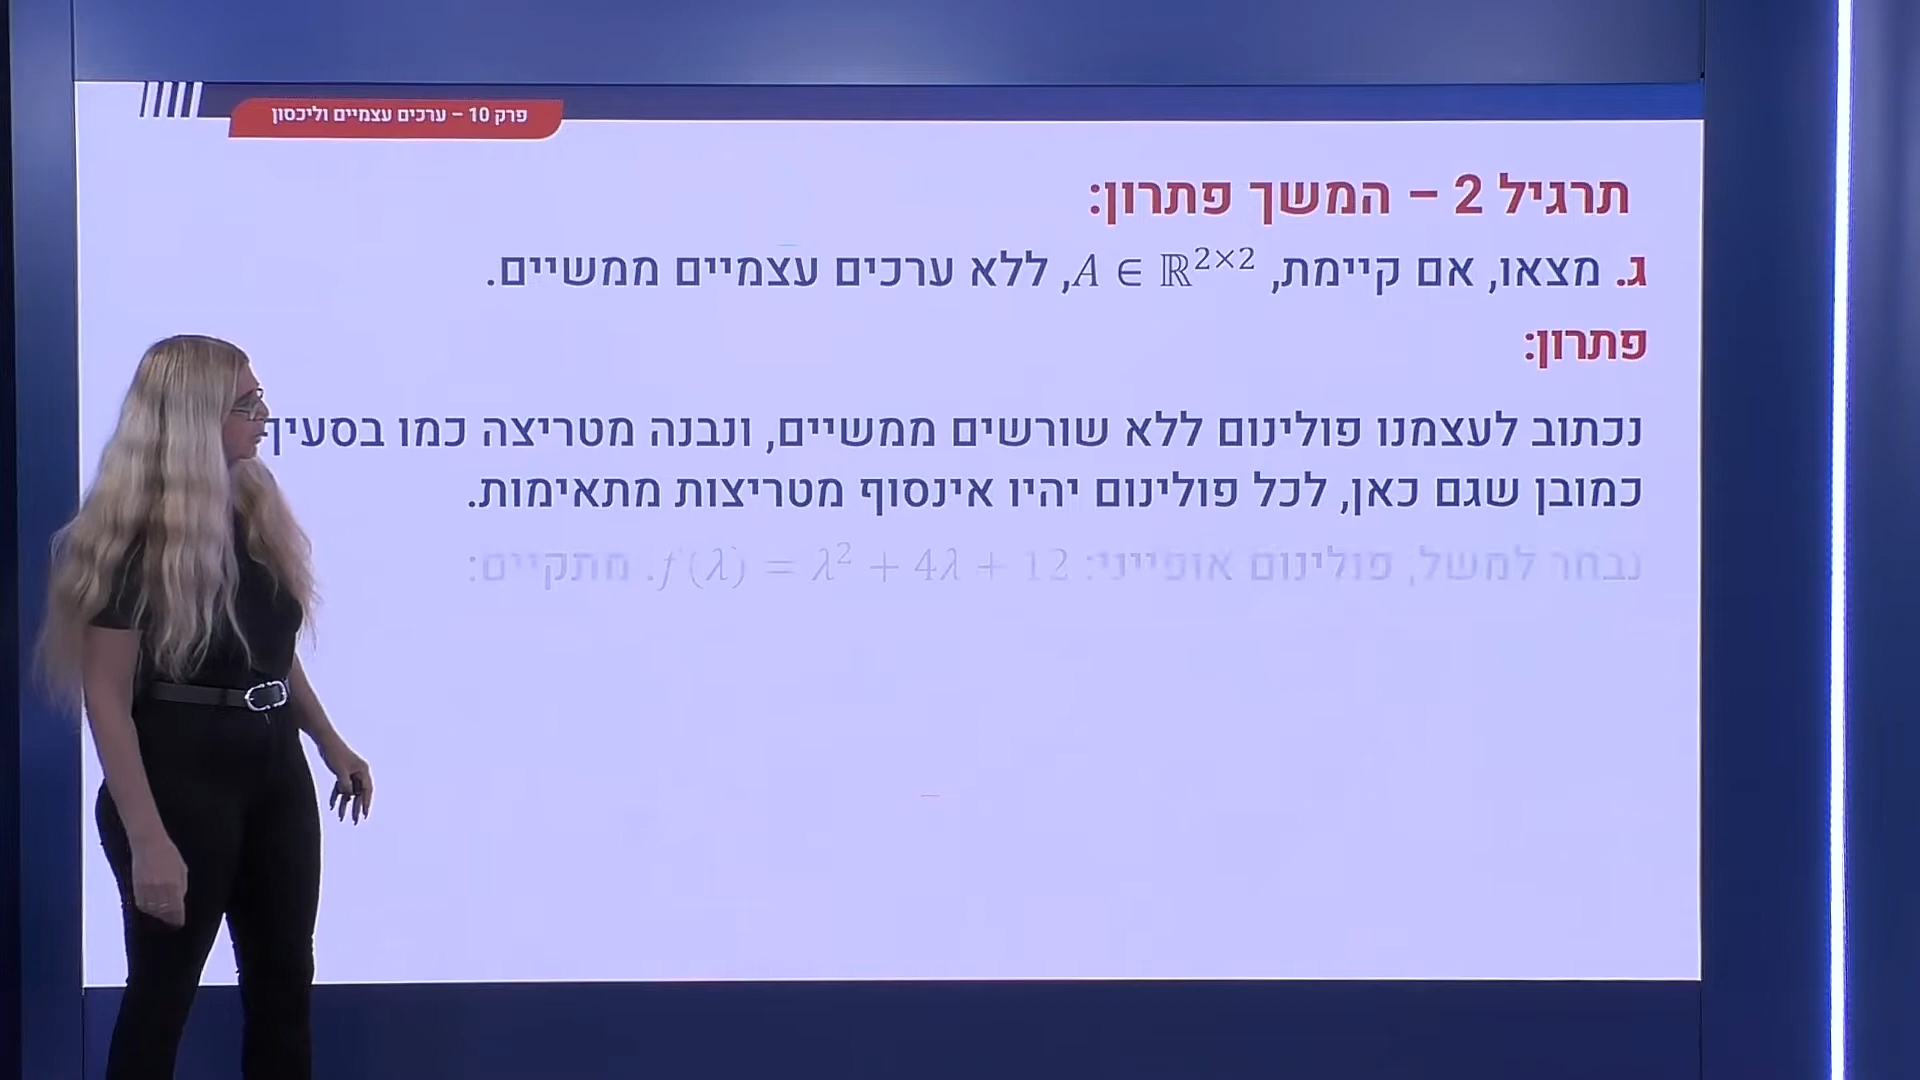 פרק 10 – ערכים עצמיים וליכסון
תרגיל 2 – המשך פתרון:
ג. מצאו, אם קיימת, A ∈ ℝ²ˣ², ללא ערכים עצמיים ממשיים.
פתרון:
נכתוב לעצמנו פולינום ללא שורשים ממשיים, ונבנה מטריצה כמו בסעיף
כמובן שגם כאן, לכל פולינום יהיו אינסוף מטריצות מתאימות.
נבחר למשל, פולינום אופייני: f(λ) = λ² + 4λ + 12. מתקיים: